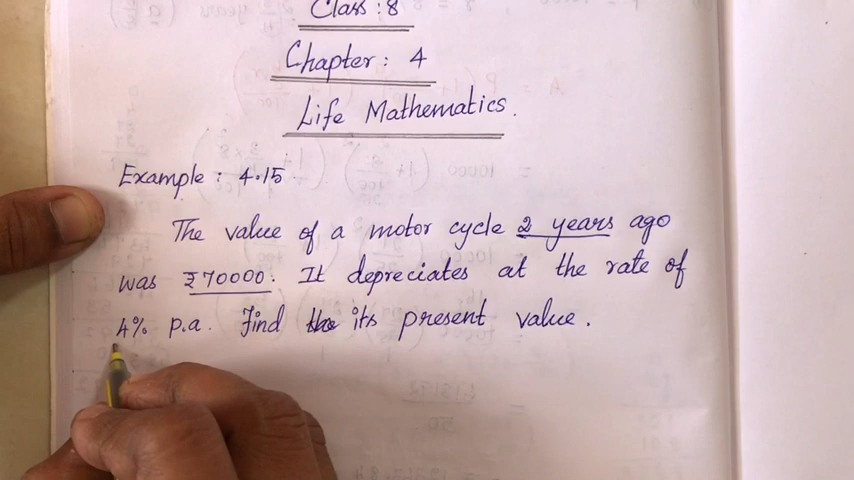 Class : 8
Chapter : 4
Life Mathematics.
Example : 4.15.
The value of a motor cycle 2 years ago
was ₹70000. It depreciates at the rate of
4% p.a. Find its present value.